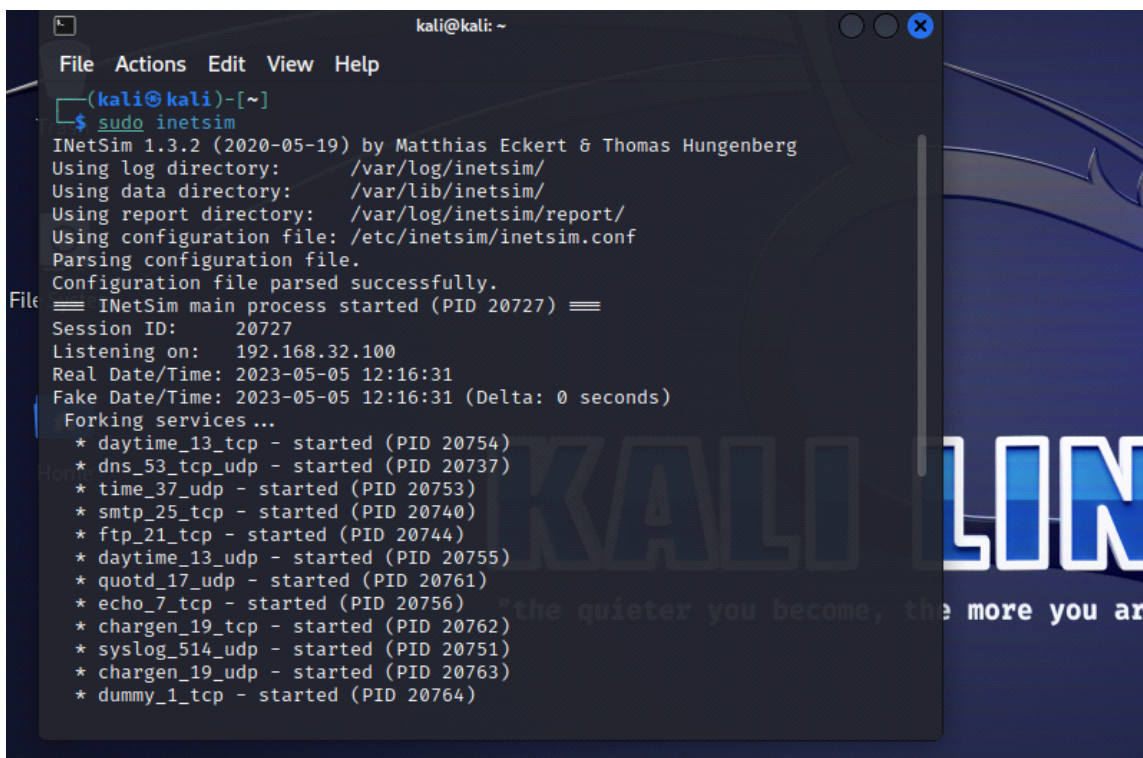 kali@kali: ~
File Actions Edit View Help
(kali㉿kali)-[~]
$ sudo inetsim
INetSim 1.3.2 (2020-05-19) by Matthias Eckert & Thomas Hungenberg
Using log directory: /var/log/inetsim/
Using data directory: /var/lib/inetsim/
Using report directory: /var/log/inetsim/report/
Using configuration file: /etc/inetsim/inetsim.conf
Parsing configuration file.
Configuration file parsed successfully.
=== INetSim main process started (PID 20727) ===
Session ID: 20727
Listening on: 192.168.32.100
Real Date/Time: 2023-05-05 12:16:31
Fake Date/Time: 2023-05-05 12:16:31 (Delta: 0 seconds)
Forking services ...
* daytime_13_tcp - started (PID 20754)
* dns_53_tcp_udp - started (PID 20737)
* time_37_udp - started (PID 20753)
* smtp_25_tcp - started (PID 20740)
* ftp_21_tcp - started (PID 20744)
* daytime_13_udp - started (PID 20755)
* quotd_17_udp - started (PID 20761)
* echo_7_tcp - started (PID 20756)
* chargen_19_tcp - started (PID 20762)
* syslog_514_udp - started (PID 20751)
* chargen_19_udp - started (PID 20763)
* dummy_1_tcp - started (PID 20764)
File
Home
KALI LIN
"the quieter you become, the more you ar